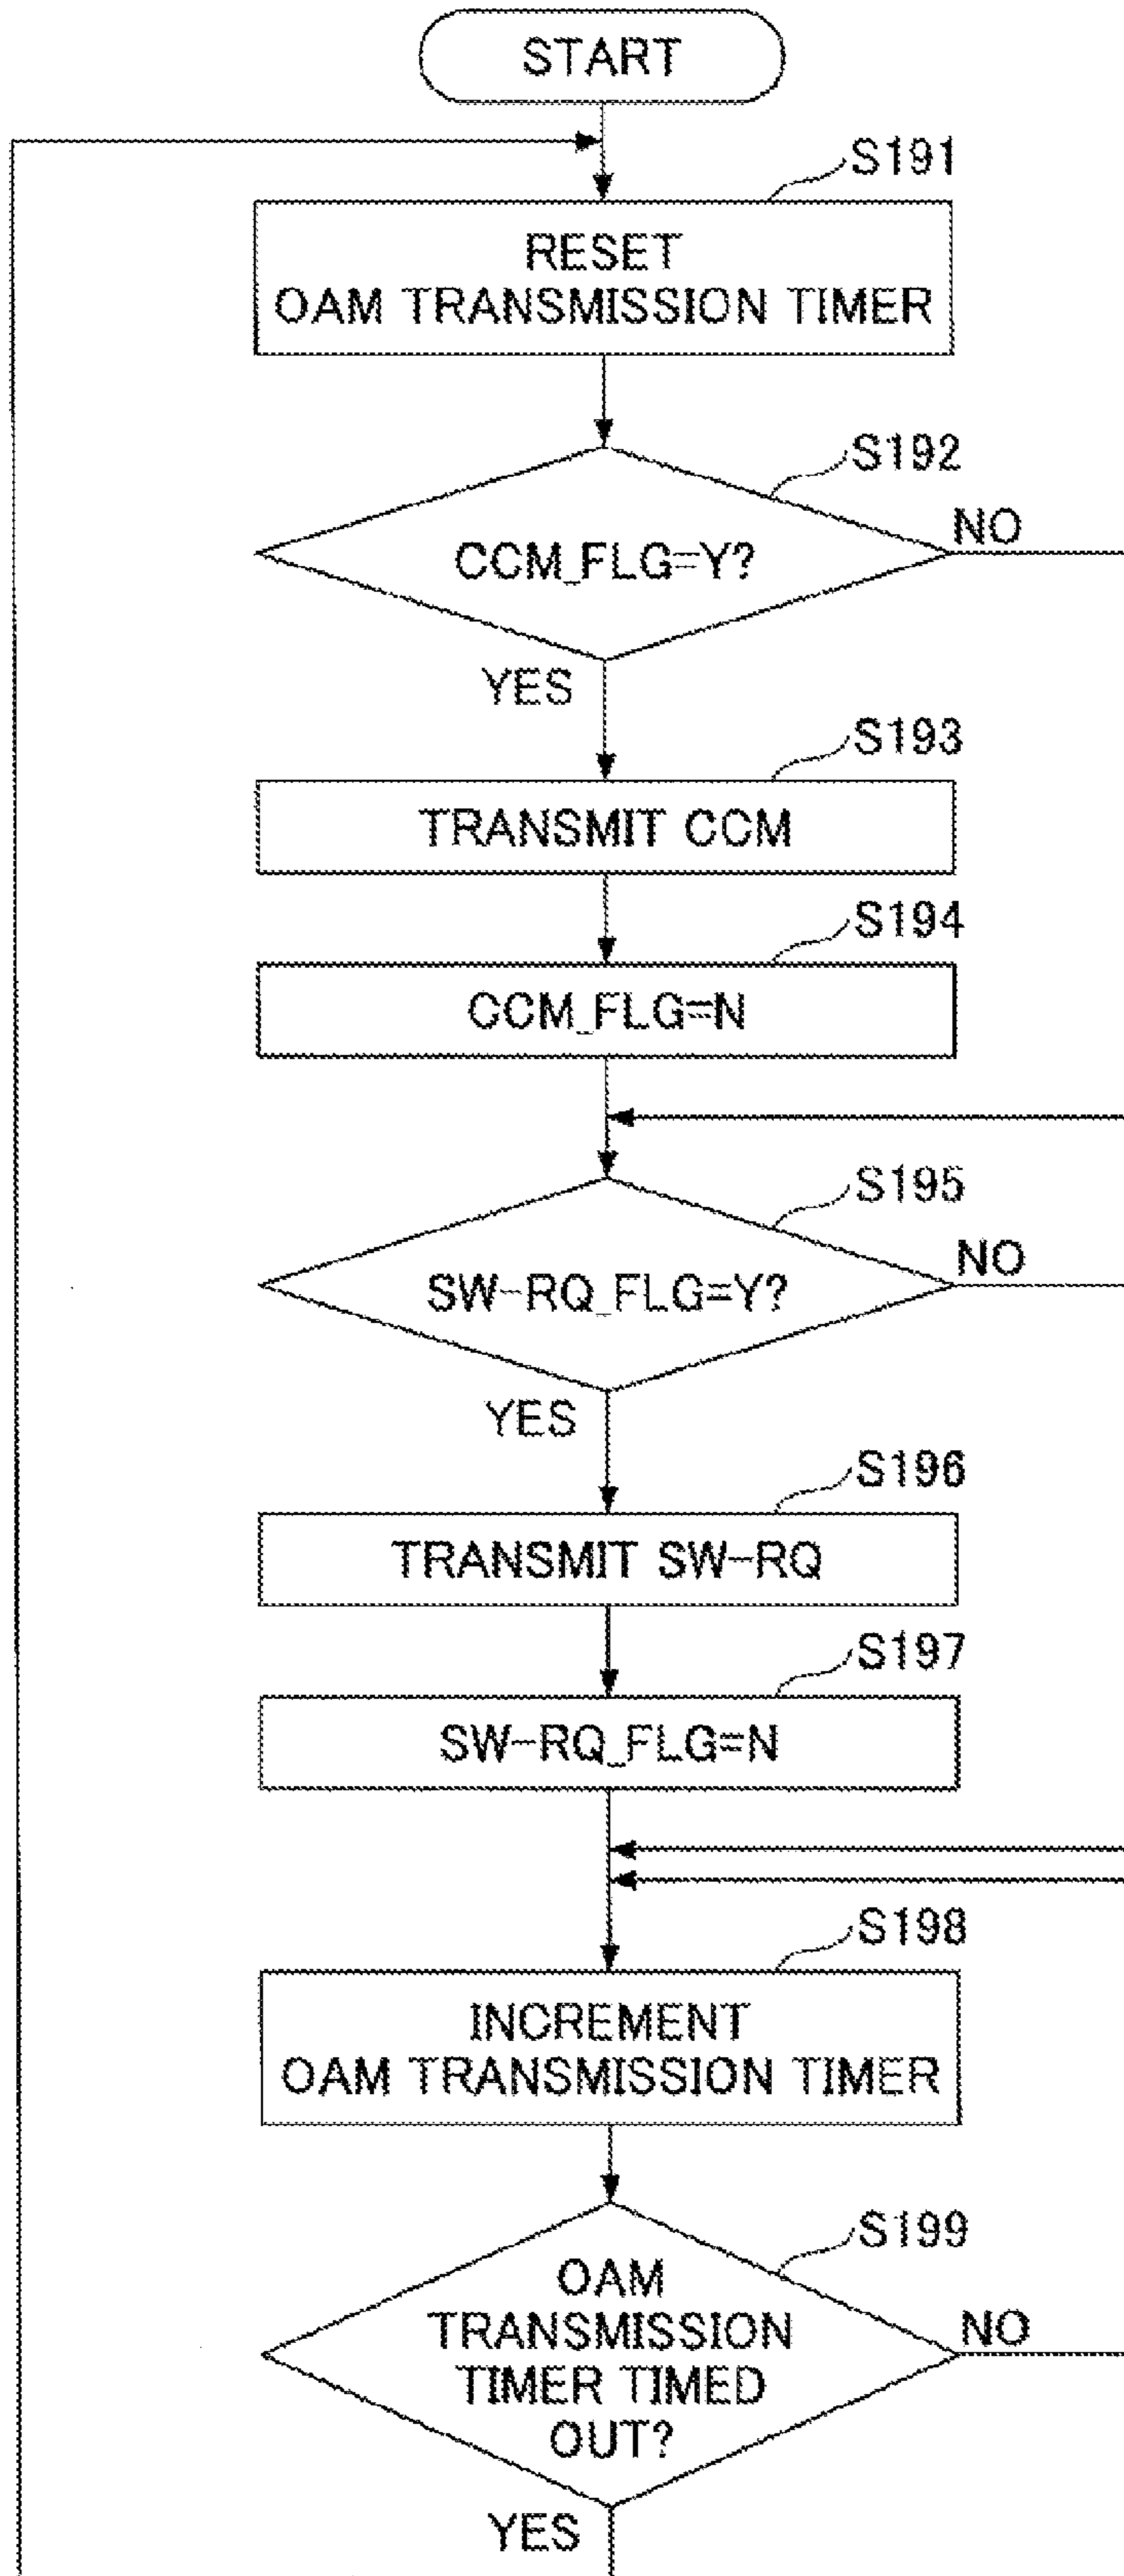 START
S191
RESET
OAM TRANSMISSION TIMER
S192
CCM_FLG=Y?
NO
YES
S193
TRANSMIT CCM
S194
CCM_FLG=N
S195
SW-RQ_FLG=Y?
NO
YES
S196
TRANSMIT SW-RQ
S197
SW-RQ_FLG=N
S198
INCREMENT
OAM TRANSMISSION TIMER
S199
OAM
TRANSMISSION
TIMER TIMED
OUT?
NO
YES